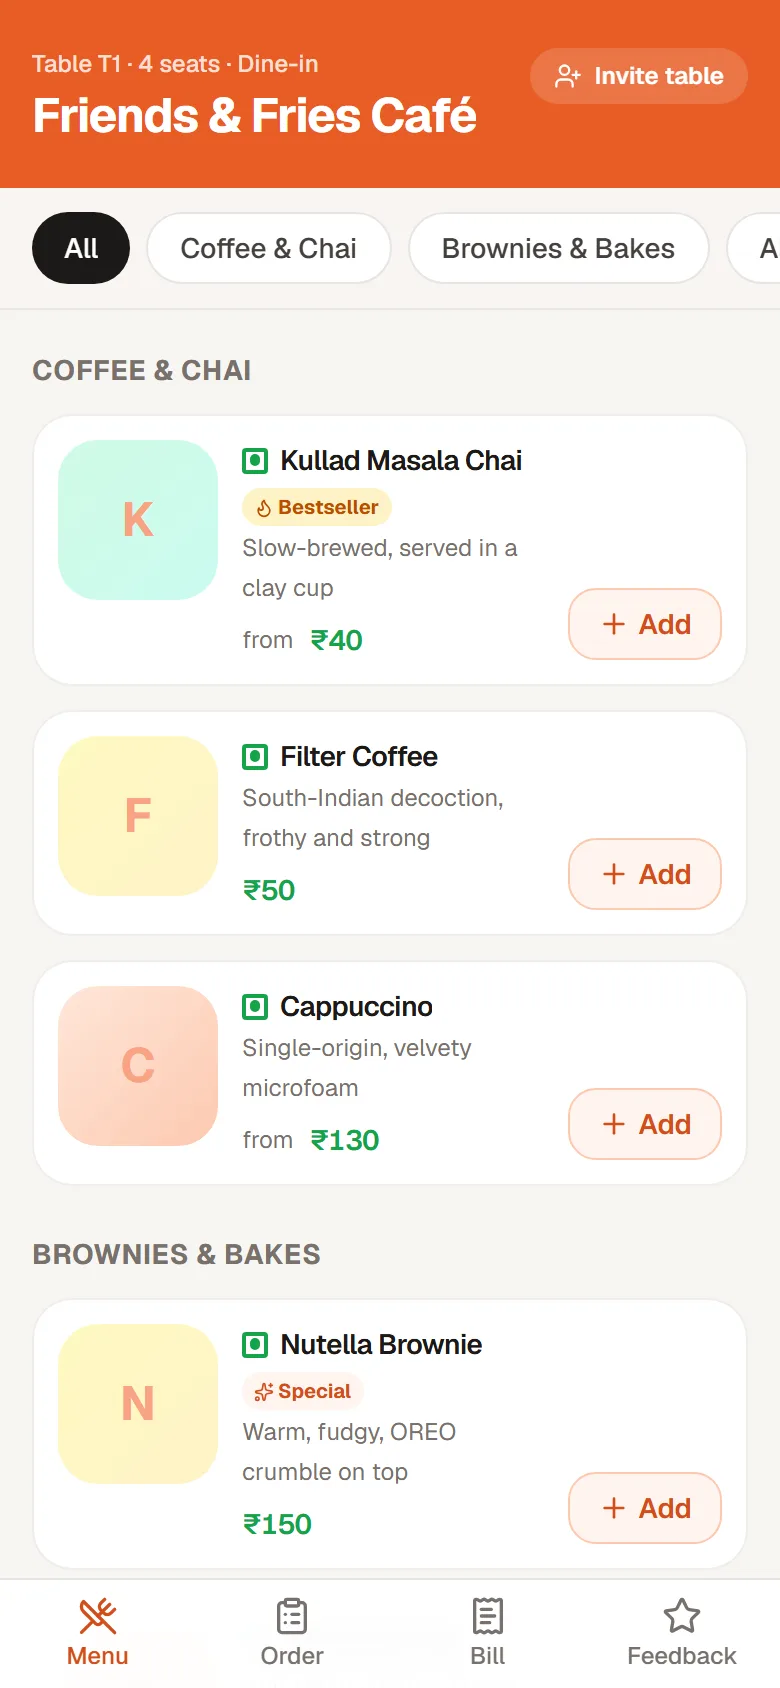 Table T1 · 4 seats · Dine-in
Invite table
Friends & Fries Café
All
Coffee & Chai
Brownies & Bakes
A
COFFEE & CHAI
K
Kullad Masala Chai
Bestseller
Slow-brewed, served in a
clay cup
from ₹40
+ Add
F
Filter Coffee
South-Indian decoction,
frothy and strong
₹50
+ Add
C
Cappuccino
Single-origin, velvety
microfoam
from ₹130
+ Add
BROWNIES & BAKES
N
Nutella Brownie
Special
Warm, fudgy, OREO
crumble on top
₹150
+ Add
Menu
Order
Bill
Feedback